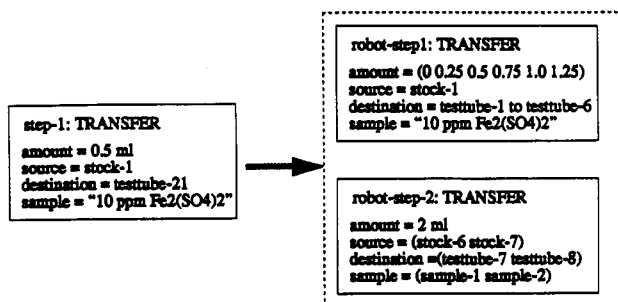 step-1: TRANSFER
amount = 0.5 ml
source = stock-1
destination = testtube-21
sample = "10 ppm Fe2(SO4)2"
robot-step1: TRANSFER
amount = (0 0.25 0.5 0.75 1.0 1.25)
source = stock-1
destination = testtube-1 to testtube-6
sample = "10 ppm Fe2(SO4)2"
robot-step-2: TRANSFER
amount = 2 ml
source = (stock-6 stock-7)
destination =(testtube-7 testtube-8)
sample = (sample-1 sample-2)